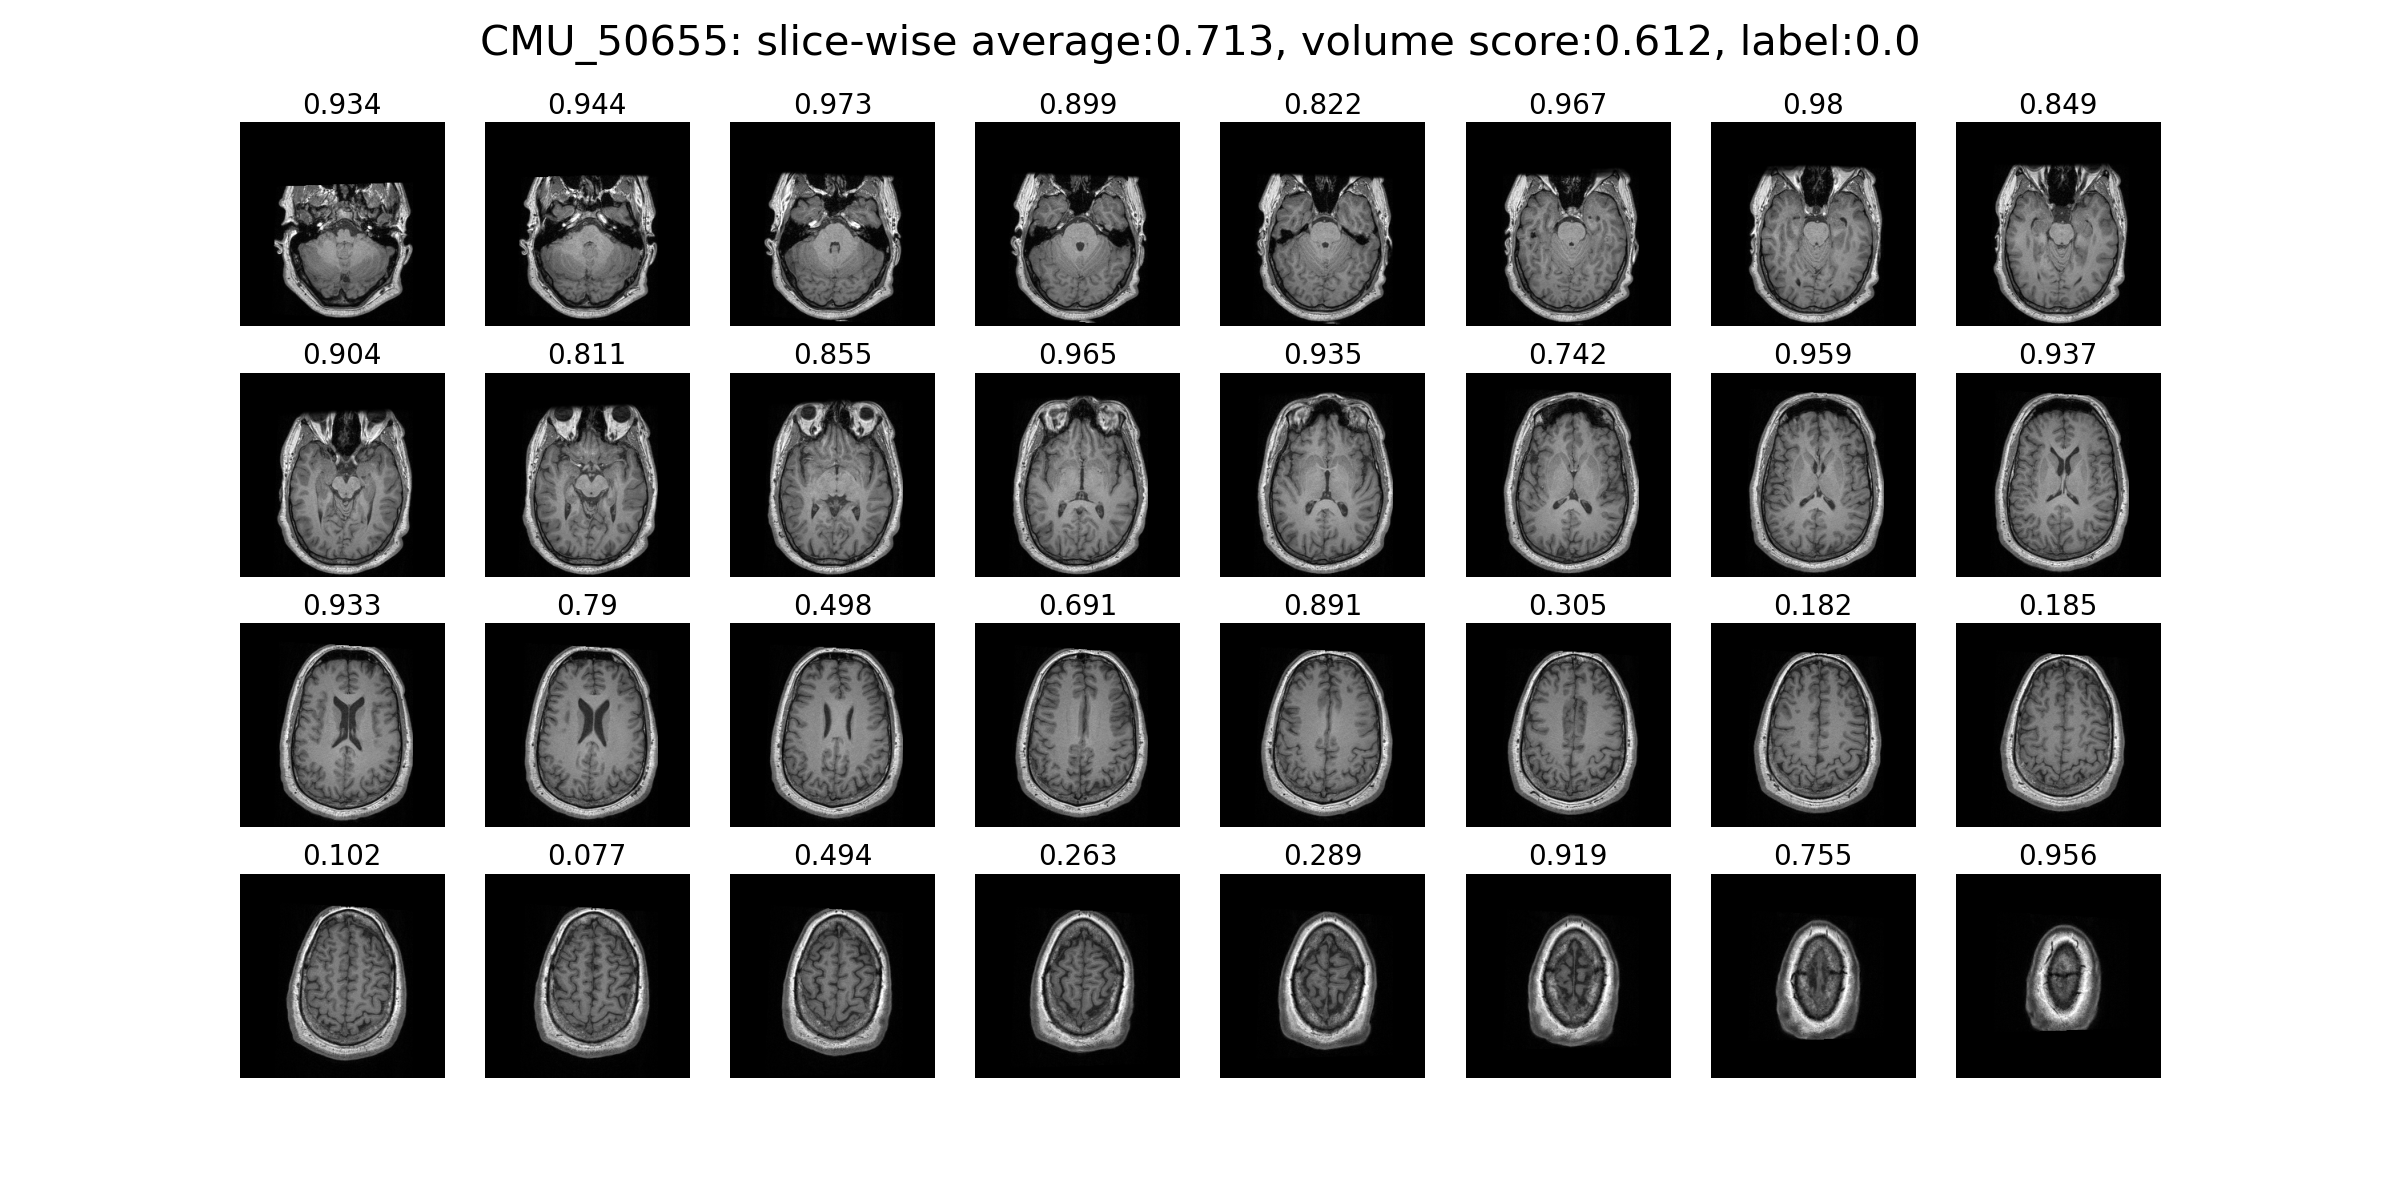 CMU_50655: slice-wise average:0.713, volume score:0.612, label:0.0
0.934 0.944 0.973 0.899 0.822 0.967 0.98 0.849
0.904 0.811 0.855 0.965 0.935 0.742 0.959 0.937
0.933 0.79 0.498 0.691 0.891 0.305 0.182 0.185
0.102 0.077 0.494 0.263 0.289 0.919 0.755 0.956